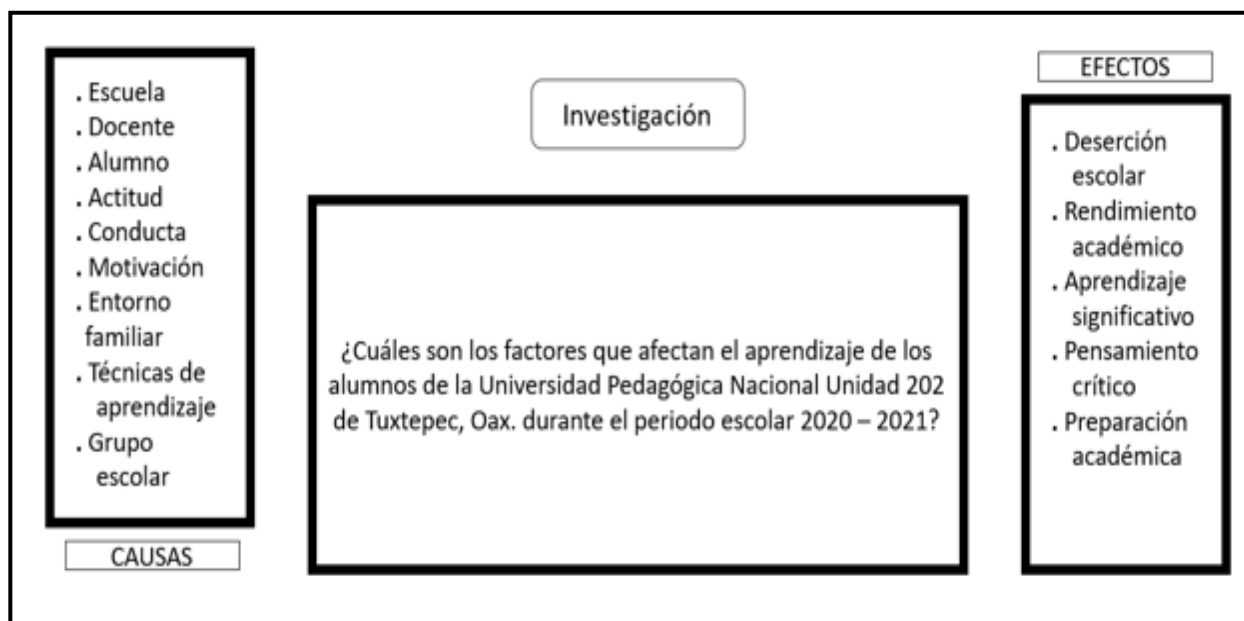 . Escuela
. Docente
. Alumno
. Actitud
. Conducta
. Motivación
. Entorno
familiar
. Técnicas de
aprendizaje
. Grupo
escolar
CAUSAS
Investigación
¿Cuáles son los factores que afectan el aprendizaje de los
alumnos de la Universidad Pedagógica Nacional Unidad 202
de Tuxtepec, Oax. durante el periodo escolar 2020 – 2021?
EFECTOS
. Deserción
escolar
. Rendimiento
académico
. Aprendizaje
significativo
. Pensamiento
crítico
. Preparación
académica